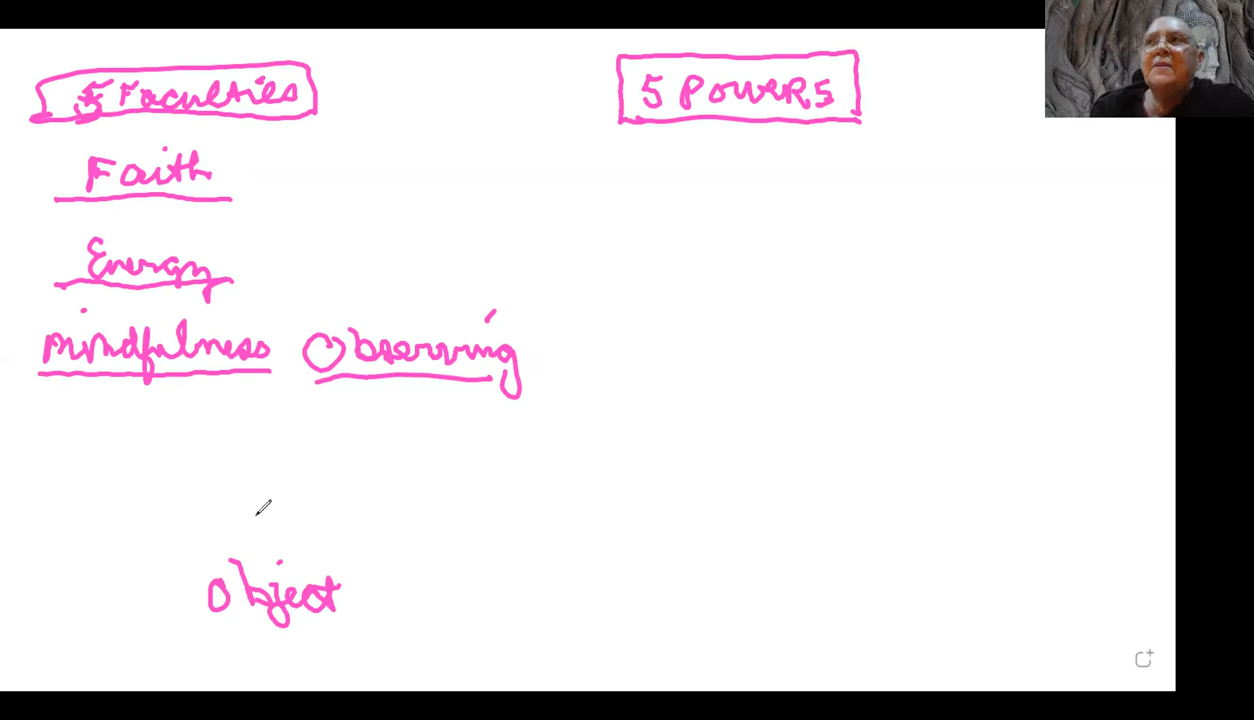 5 Faculties
5 POWERS
Faith
Energy
Mindfulness Observing
Object